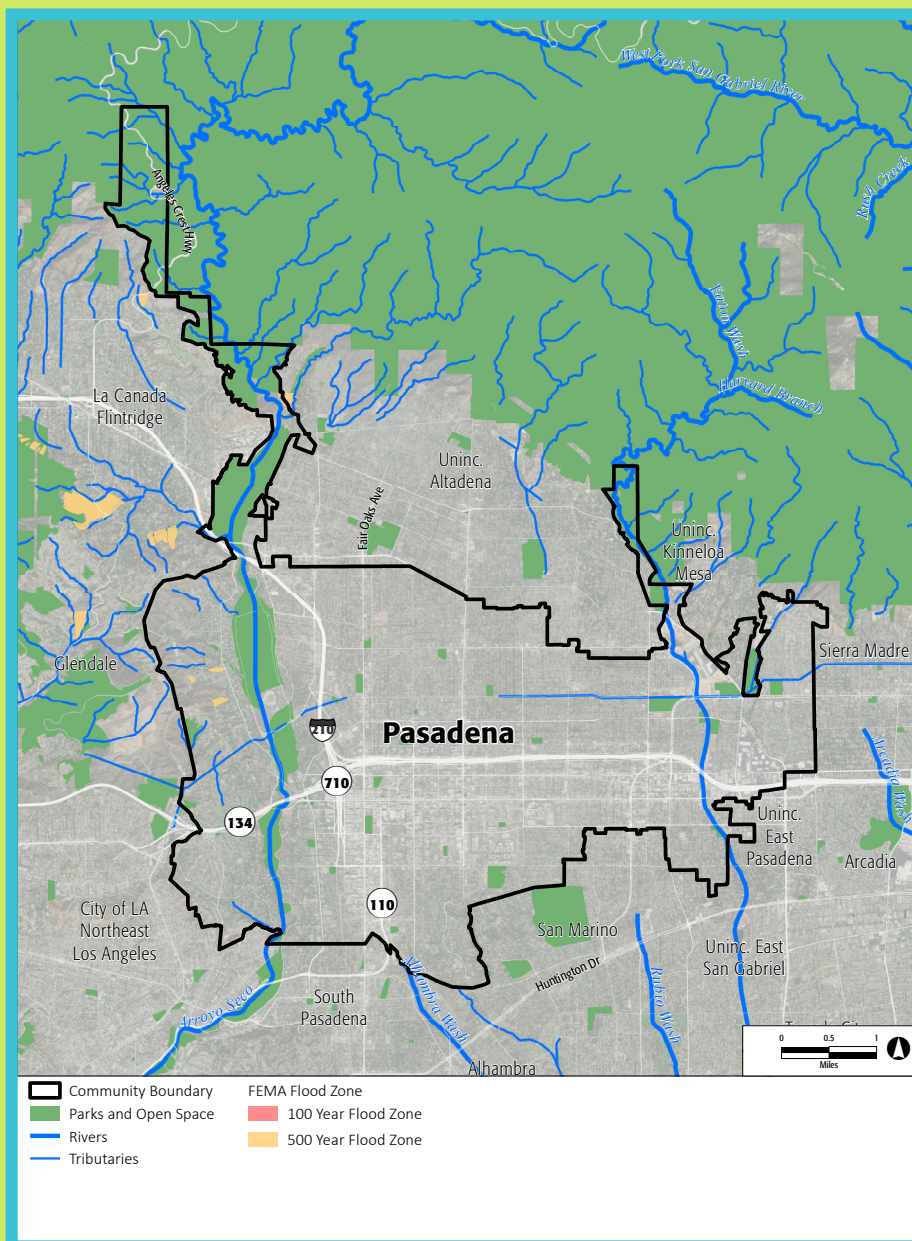 West Fork San Gabriel River
Rush Creek
Angeles Crest Hwy
Eaton Wash
Harvard Branch
La Canada
Flintridge
Uninc.
Altadena
Fair Oaks Ave
Uninc.
Kinneloa
Mesa
Glendale
Sierra Madre
210
Pasadena
710
134
Arcadia Wash
Uninc.
East
Pasadena
Arcadia
110
City of LA
Northeast
Los Angeles
San Marino
Uninc. East
San Gabriel
Huntington Dr
Alhambra Wash
Rubio Wash
Arroyo Seco
South
Pasadena
Alhambra
0 0.5 1
Miles
Community Boundary
Parks and Open Space
Rivers
Tributaries
FEMA Flood Zone
100 Year Flood Zone
500 Year Flood Zone